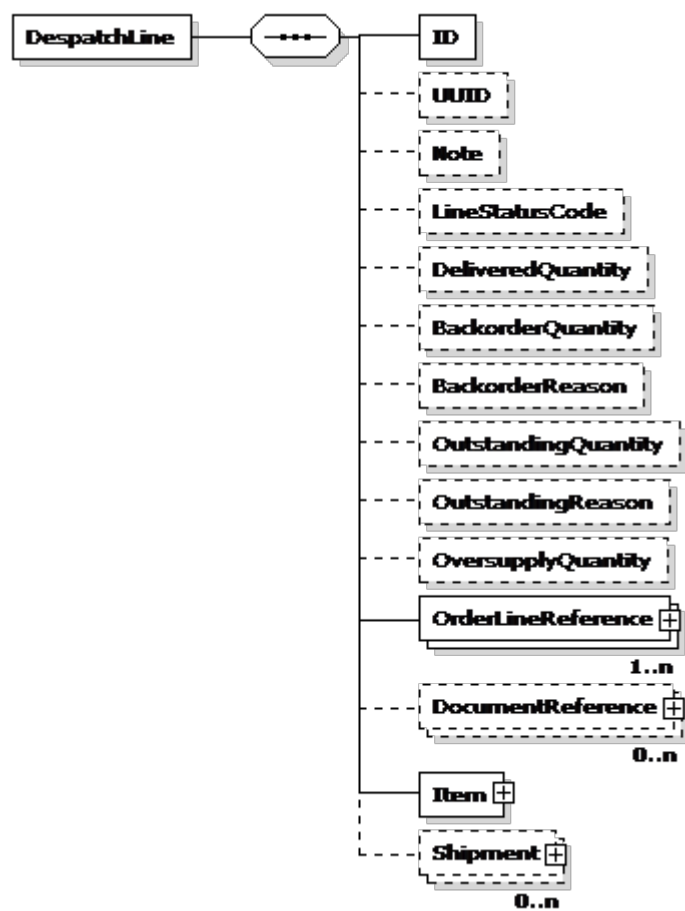 DespatchLine
ID
UUID
Note
LineStatusCode
DeliveredQuantity
BackorderQuantity
BackorderReason
OutstandingQuantity
OutstandingReason
OversupplyQuantity
OrderLineReference
1..n
DocumentReference
0..n
Item
Shipment
0..n